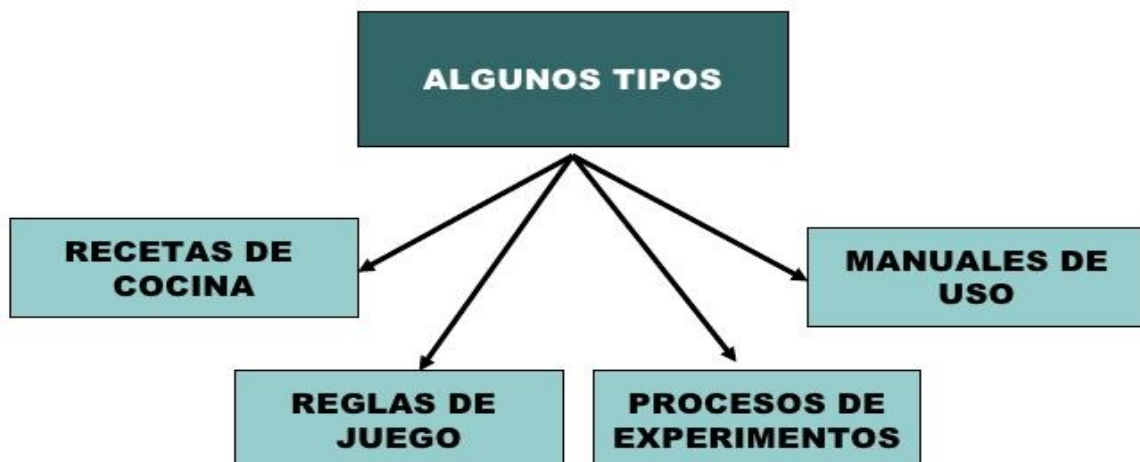 ALGUNOS TIPOS
RECETAS DE
COCINA
MANUALES DE
USO
REGLAS DE
JUEGO
PROCESOS DE
EXPERIMENTOS